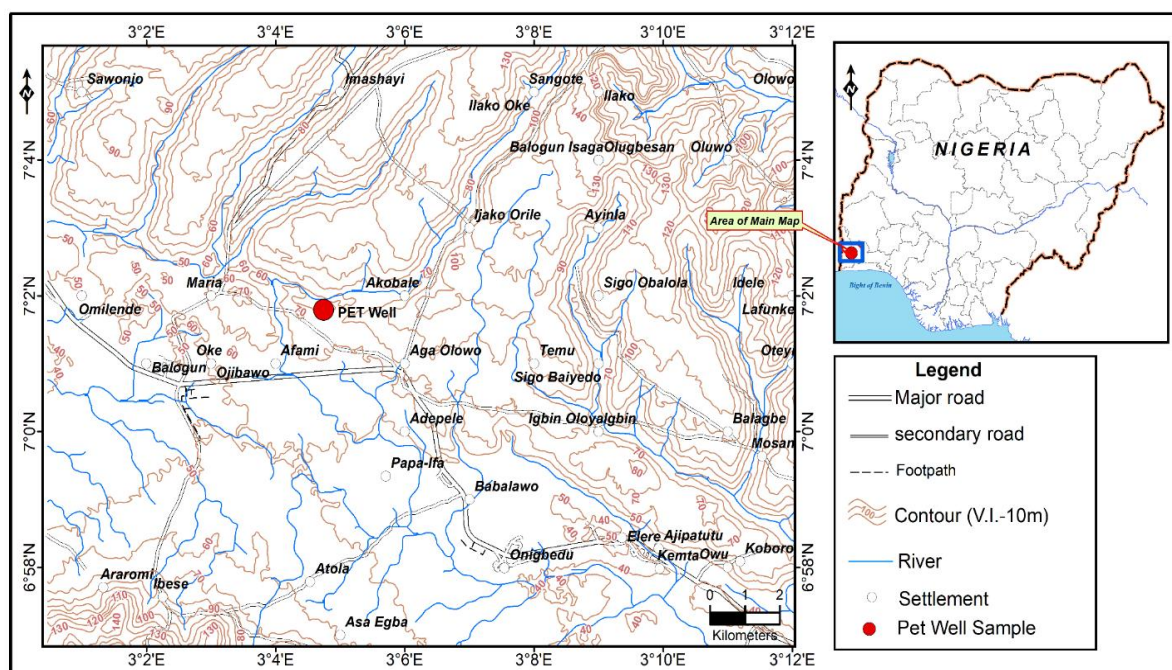 3°2'E 3°4'E 3°6'E 3°8'E 3°10'E 3°12'E
Sawonjo Imashayi Sangote Olowo
Ilako
Ilako Oke
7°4'N Balogun Isaga Olugbesan Oluwo 7°4'N
Ijako Orile Ayinla
Maria Akobale Sigo Obalola Idele
7°2'N 7°2'N
Omilende PET Well Lafunke
Oke Afami Aga Olowo Temu Oteyi
Balogun Ojibawo Sigo Baiyedo
Adepele Igbin OloyaIgbin Balagbe
7°0'N 7°0'N
Mosan
Papa-Ifa
Babalawo
Elere Ajipatutu
Onigbedu Kemta Owu Koboro
6°58'N 6°58'N
Araromi Ibese Atola
Asa Egba
0 1 2
Kilometers
3°2'E 3°4'E 3°6'E 3°8'E 3°10'E 3°12'E
N
N
NIGERIA
Area of Main Map
Bight of Benin
Legend
Major road
secondary road
Footpath
100
Contour (V.I.-10m)
River
Settlement
Pet Well Sample